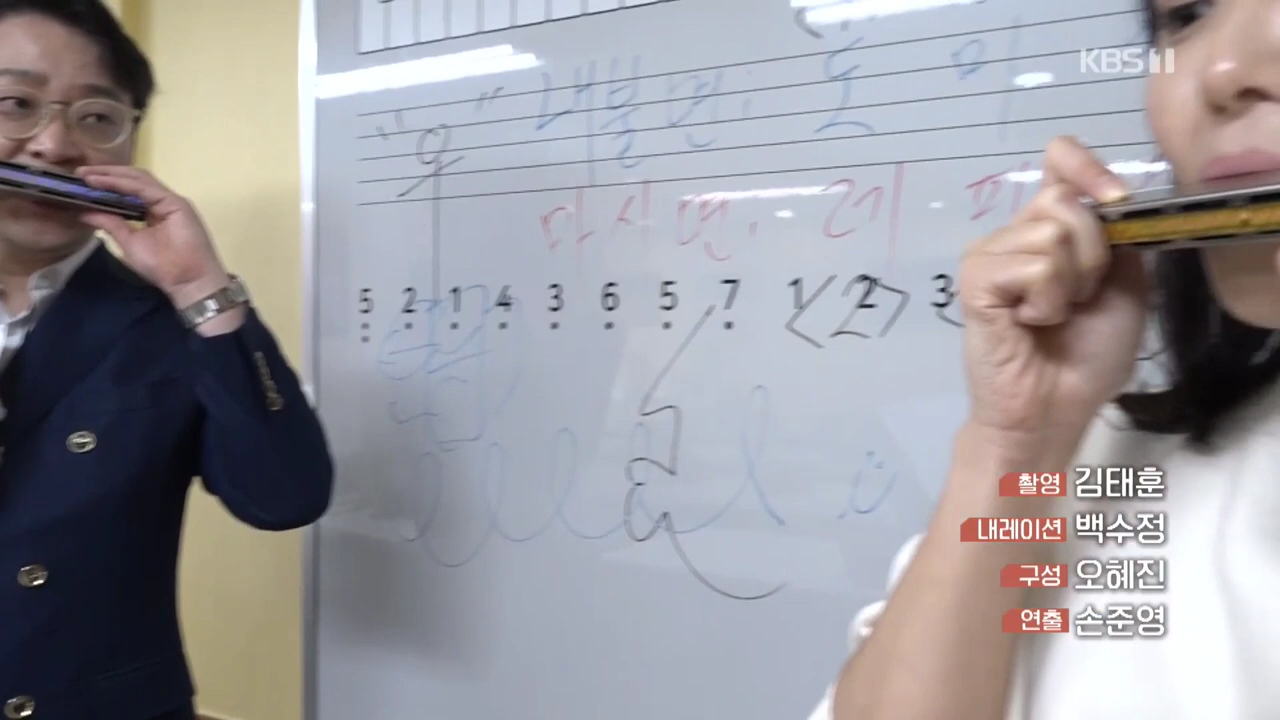 KBS 1
"우" 내불면: 도 미
마시면: 레 파
5 2 1 4 3 6 5 7 1 <2> 3
촬영 김태훈
내레이션 백수정
구성 오혜진
연출 손준영